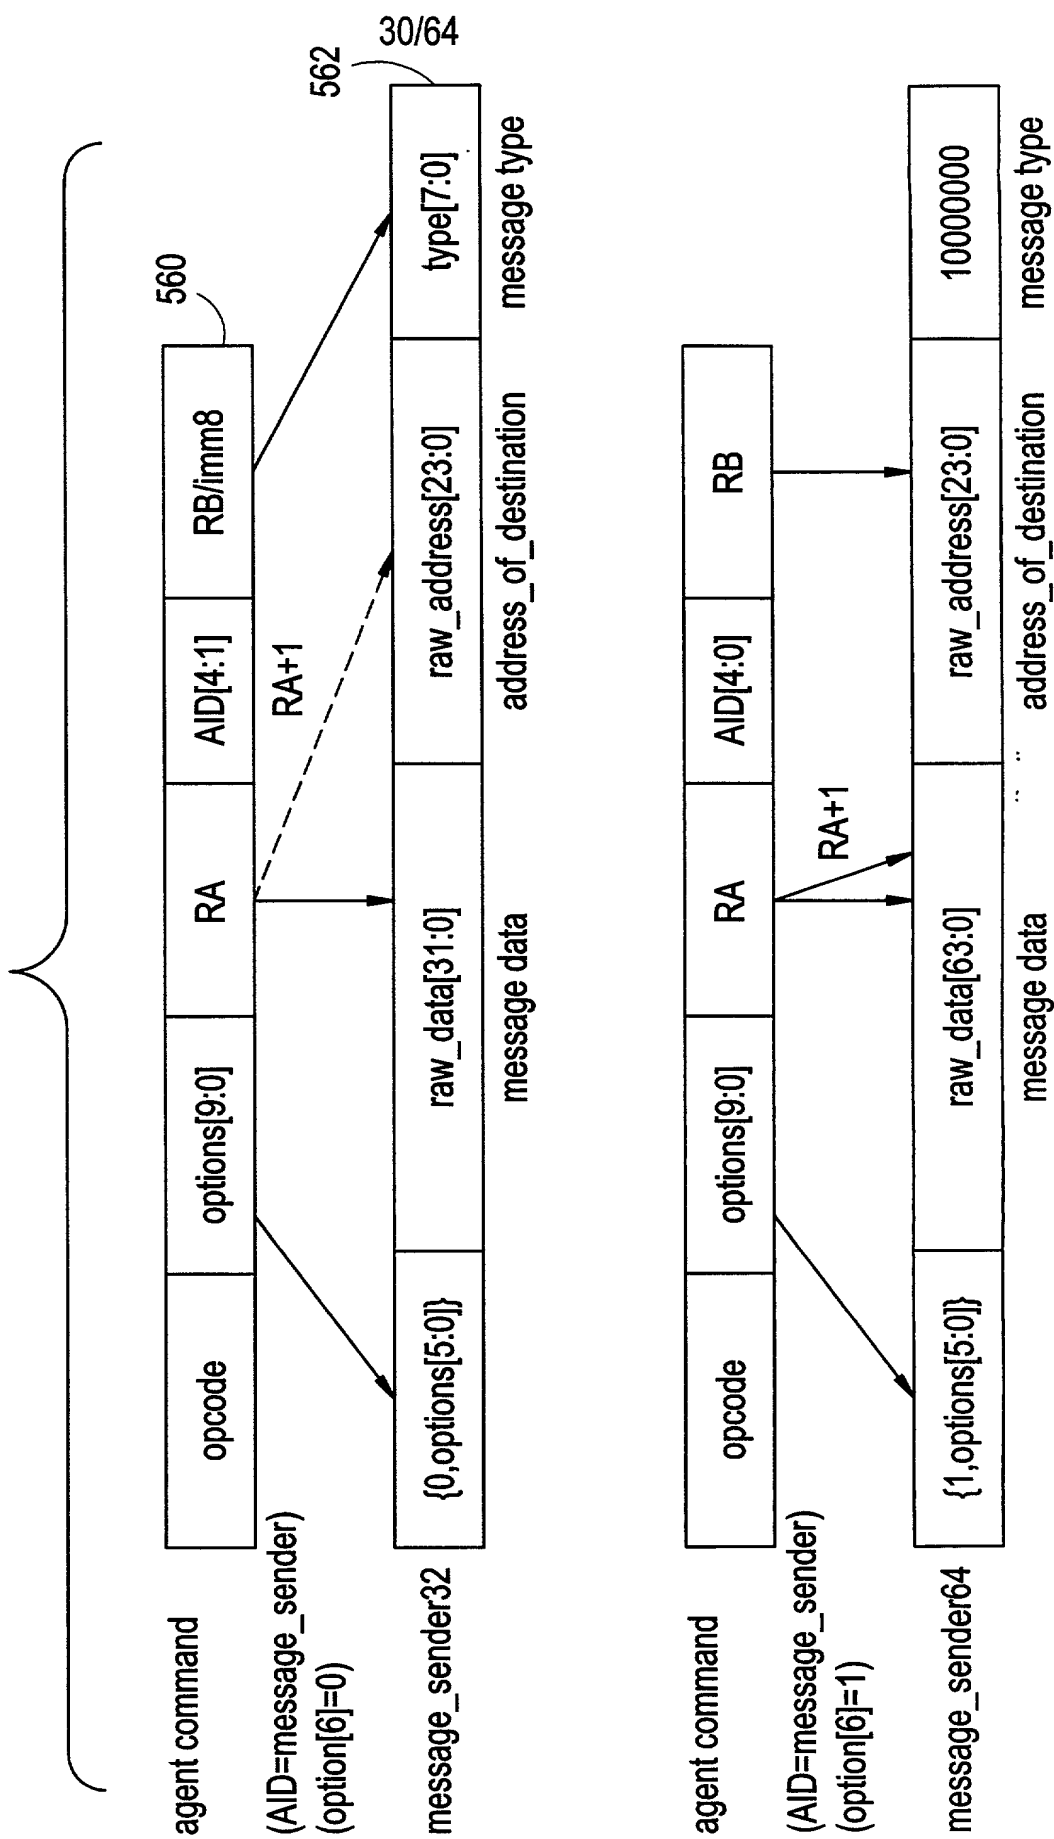 30/64
562
560
agent command
opcode
options[9:0]
RA
AID[4:1]
RB/imm8
(AID=message_sender)
(option[6]=0)
RA+1
message_sender32
{0,options[5:0]}
raw_data[31:0]
raw_address[23:0]
type[7:0]
message data
address_of_destination
message type
agent command
opcode
options[9:0]
RA
AID[4:0]
RB
(AID=message_sender)
(option[6]=1)
RA+1
message_sender64
{1,options[5:0]}
raw_data[63:0]
raw_address[23:0]
10000000
message data
address_of_destination
message type